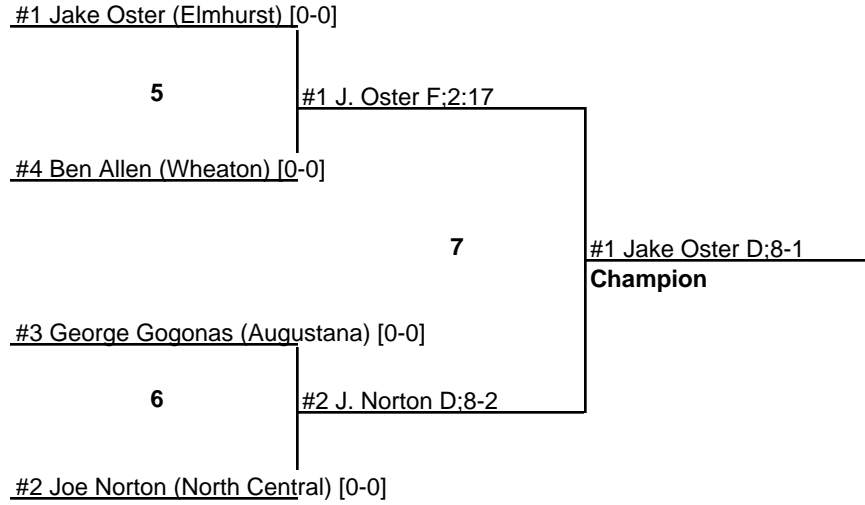 #1 Jake Oster (Elmhurst) [0-0]
5
#1 J. Oster F;2:17
#4 Ben Allen (Wheaton) [0-0]
7
#1 Jake Oster D;8-1
Champion
#3 George Gogonas (Augustana) [0-0]
6
#2 J. Norton D;8-2
#2 Joe Norton (North Central) [0-0]